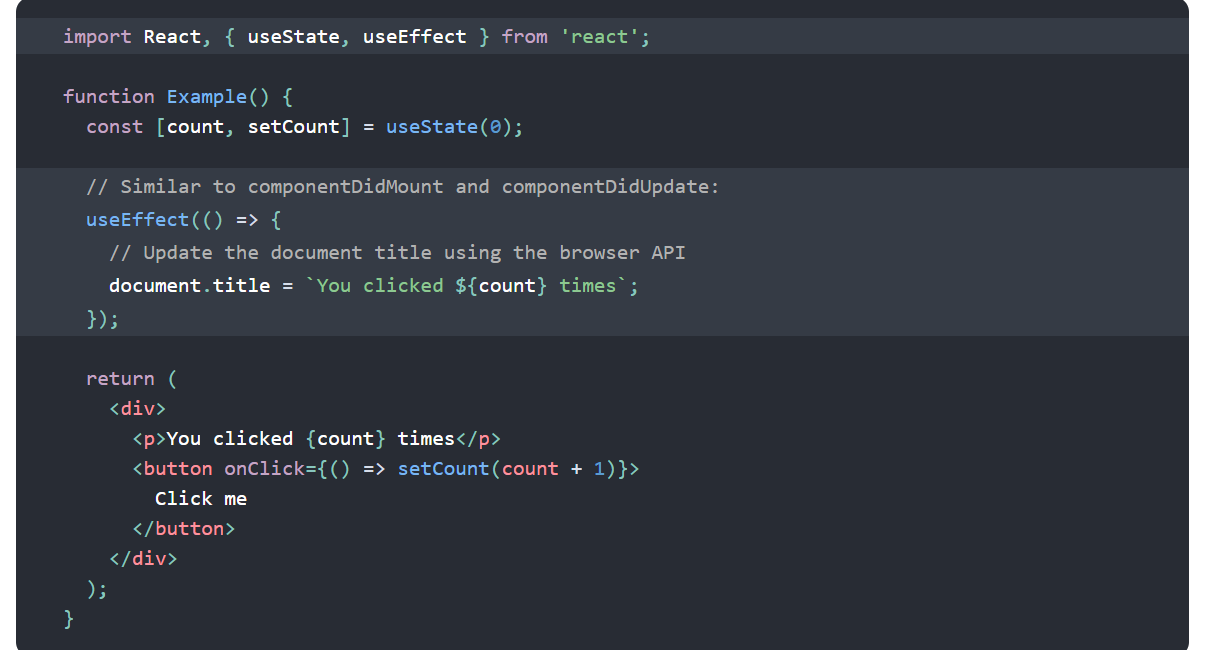 import React, { useState, useEffect } from 'react';
function Example() {
  const [count, setCount] = useState(0);
  // Similar to componentDidMount and componentDidUpdate:
  useEffect(() => {
    // Update the document title using the browser API
    document.title = `You clicked ${count} times`;
  });
  return (
    <div>
      <p>You clicked {count} times</p>
      <button onClick={() => setCount(count + 1)}>
        Click me
      </button>
    </div>
  );
}